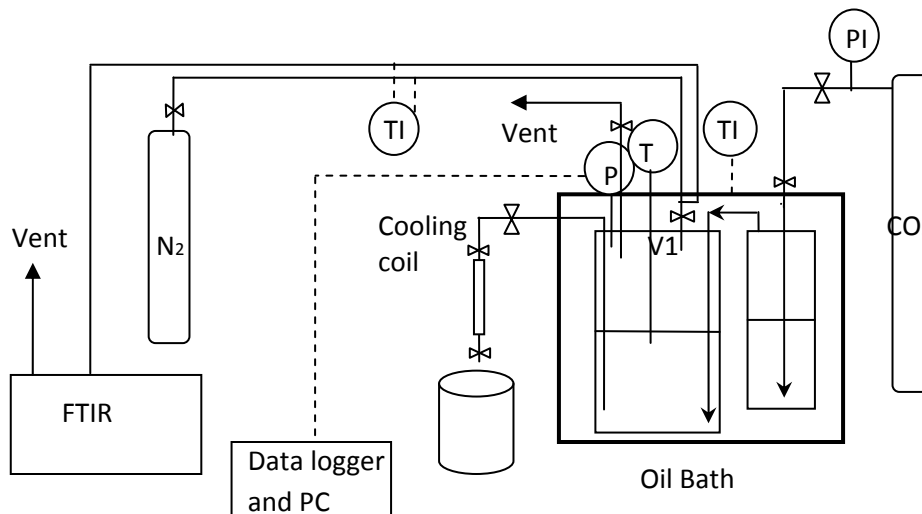 PI
TI
Vent
T
TI
P
Vent
N2
Cooling
coil
V1
CO
FTIR
Data logger
and PC
Oil Bath